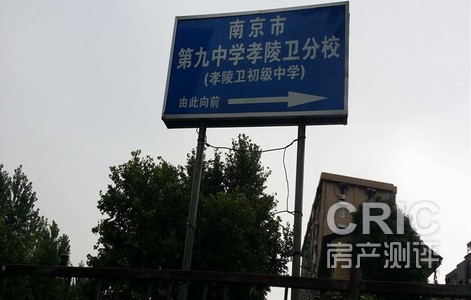 南京市
第九中学孝陵卫分校
(孝陵卫初级中学)
由此向前
CRIC
房产测评